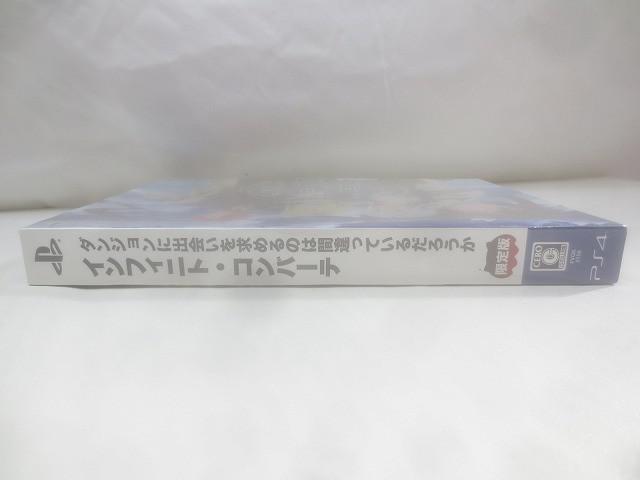 ダンジョンに出会いを求めるのは間違っているだろうか
インフィニト・コンバーテ
限定版
CERO
C
PS4